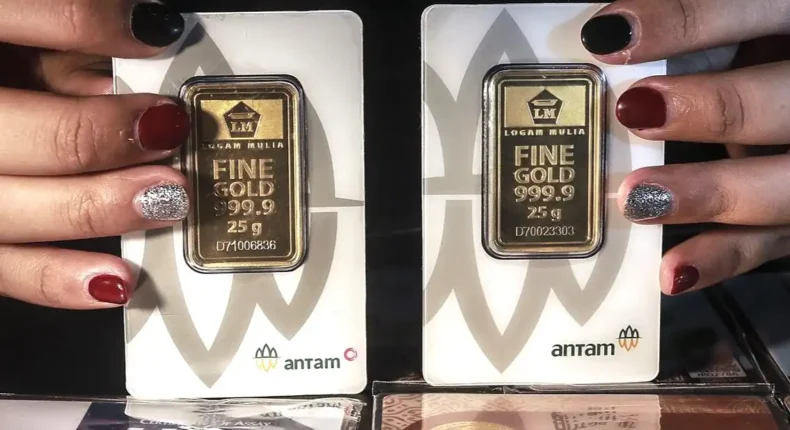 LM
LOGAM MULIA
FINE
GOLD
999.9
25 g
D71006836
antam
LM
LOGAM MULIA
FINE
GOLD
999.9
25 g
D70023303
antam